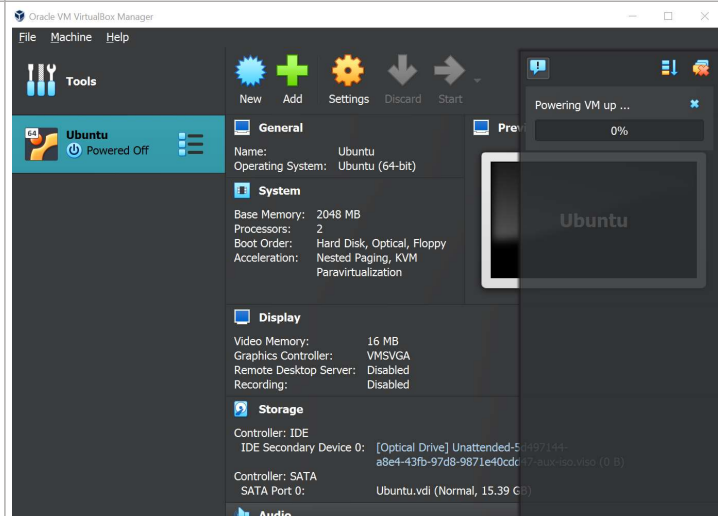 Oracle VM VirtualBox Manager
File Machine Help
Tools
New Add Settings Discard Start
64
Ubuntu
Powered Off
Powering VM up ...
0%
General
Name: Ubuntu
Operating System: Ubuntu (64-bit)
System
Base Memory: 2048 MB
Processors: 2
Boot Order: Hard Disk, Optical, Floppy
Acceleration: Nested Paging, KVM
Paravirtualization
Previ
Ubuntu
Display
Video Memory: 16 MB
Graphics Controller: VMSVGA
Remote Desktop Server: Disabled
Recording: Disabled
Storage
Controller: IDE
IDE Secondary Device 0: [Optical Drive] Unattended-5d497144-
a8e4-43fb-97d8-9871e40cdd47-aux-iso.viso (0 B)
Controller: SATA
SATA Port 0: Ubuntu.vdi (Normal, 15.39 GB)
Audio